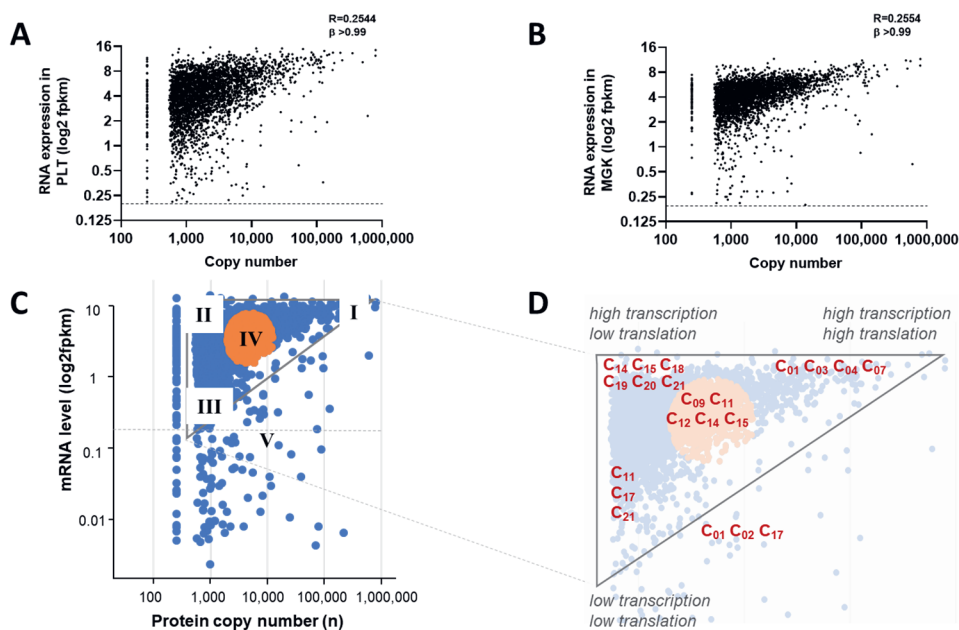 A
R=0.2544
β >0.99
RNA expression in
PLT (log2 fpkm)
16
8
4
2
1
0.5
0.25
0.125
100
1,000
10,000
100,000
1,000,000
Copy number
B
R=0.2554
β >0.99
RNA expression in
MGK (log2 fpkm)
16
8
4
2
1
0.5
0.25
0.125
100
1,000
10,000
100,000
1,000,000
Copy number
C
mRNA level (log2fpkm)
10
1
0.1
0.01
II
I
IV
III
V
100
1,000
10,000
100,000
1,000,000
Protein copy number (n)
D
high transcription
low translation
high transcription
high translation
C14 C15 C18
C19 C20 C21
C01 C03 C04 C07
C09 C11
C12 C14 C15
C11
C17
C21
C01 C02 C17
low transcription
low translation